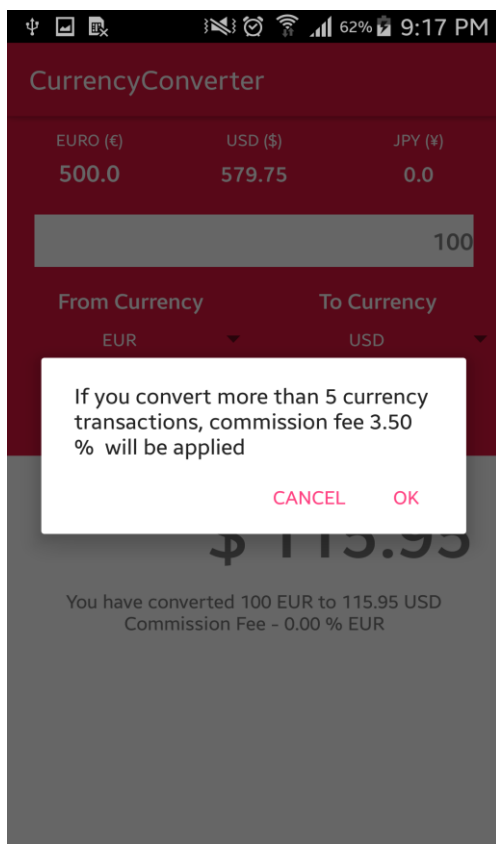 62% 9:17 PM
CurrencyConverter
EURO (€) USD ($) JPY (¥)
500.0 579.75 0.0
100
From Currency To Currency
EUR USD
If you convert more than 5 currency
transactions, commission fee 3.50
%  will be applied
CANCEL OK
$ 115.95
You have converted 100 EUR to 115.95 USD
Commission Fee - 0.00 % EUR